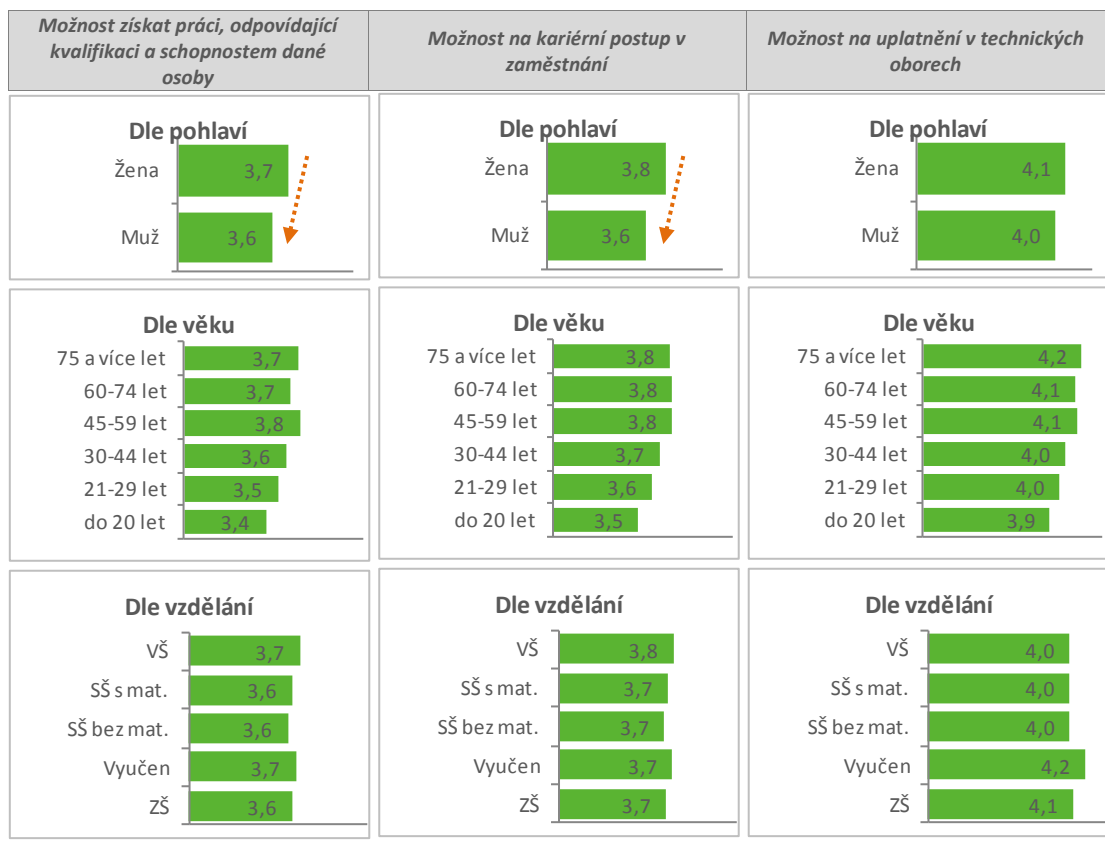 Možnost získat práci, odpovídající
kvalifikaci a schopnostem dané
osoby
Možnost na kariérní postup v
zaměstnání
Možnost na uplatnění v technických
oborech
Dle pohlaví
Žena 3,7
Muž 3,6
Dle pohlaví
Žena 3,8
Muž 3,6
Dle pohlaví
Žena 4,1
Muž 4,0
Dle věku
75 a více let 3,7
60-74 let 3,7
45-59 let 3,8
30-44 let 3,6
21-29 let 3,5
do 20 let 3,4
Dle věku
75 a více let 3,8
60-74 let 3,8
45-59 let 3,8
30-44 let 3,7
21-29 let 3,6
do 20 let 3,5
Dle věku
75 a více let 4,2
60-74 let 4,1
45-59 let 4,1
30-44 let 4,0
21-29 let 4,0
do 20 let 3,9
Dle vzdělání
VŠ 3,7
SŠ s mat. 3,6
SŠ bez mat. 3,6
Vyučen 3,7
ZŠ 3,6
Dle vzdělání
VŠ 3,8
SŠ s mat. 3,7
SŠ bez mat. 3,7
Vyučen 3,7
ZŠ 3,7
Dle vzdělání
VŠ 4,0
SŠ s mat. 4,0
SŠ bez mat. 4,0
Vyučen 4,2
ZŠ 4,1